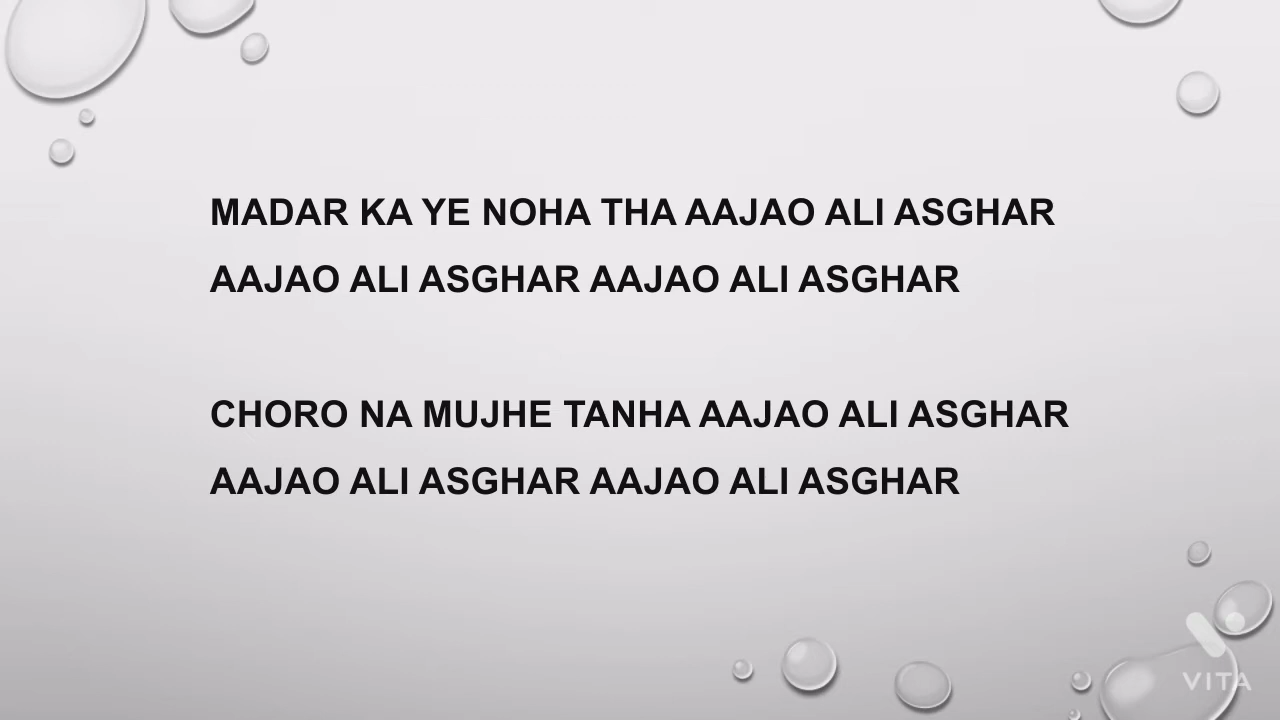 MADAR KA YE NOHA THA AAJAO ALI ASGHAR
AAJAO ALI ASGHAR AAJAO ALI ASGHAR
CHORO NA MUJHE TANHA AAJAO ALI ASGHAR
AAJAO ALI ASGHAR AAJAO ALI ASGHAR
VITA